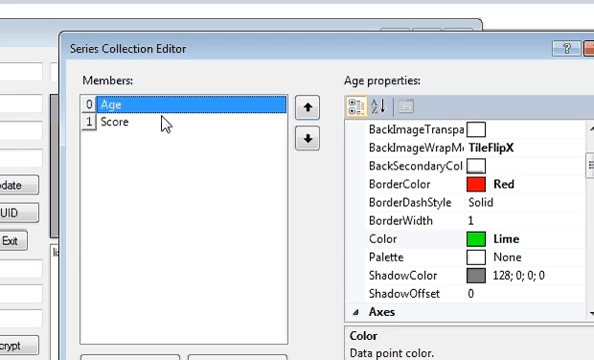 Series Collection Editor
?
Members:
Age properties:
0 Age
1 Score
A
Z
BackImageTranspa
BackImageWrapMo TileFlipX
BackSecondaryCol
BorderColor Red
BorderDashStyle Solid
BorderWidth 1
Color Lime
Palette None
ShadowColor 128; 0; 0; 0
ShadowOffset 0
Axes
Color
Data point color.
pdate
UID
Exit
crypt